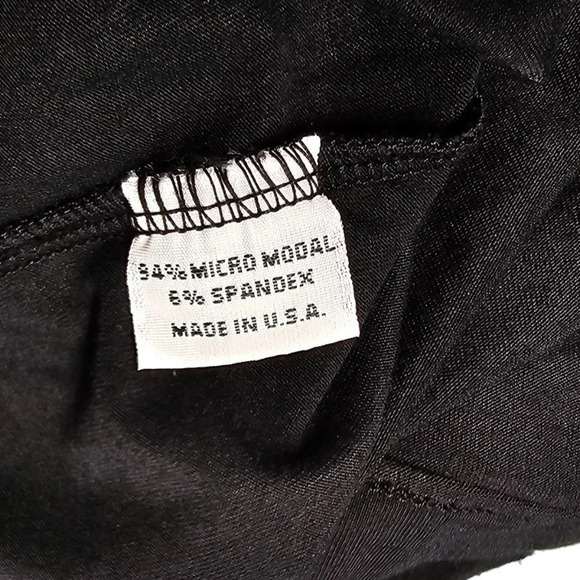 94% MICRO MODAL
6% SPANDEX
MADE IN U.S.A.